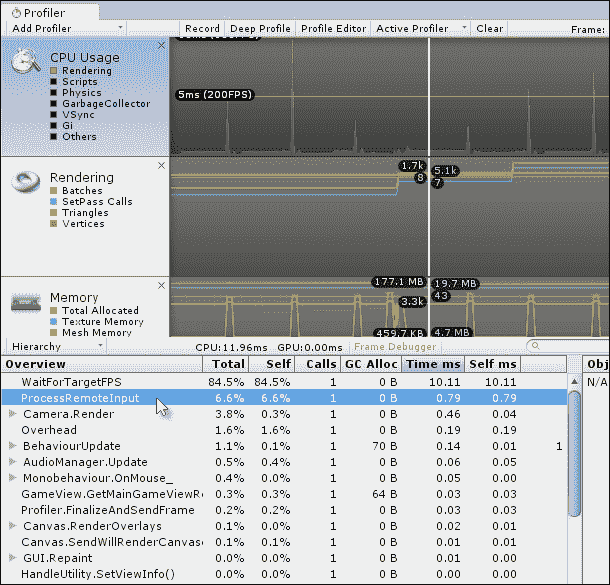 Profiler
Add Profiler Record Deep Profile Profile Editor Active Profiler Clear Frame:
CPU Usage
Rendering
Scripts
Physics
GarbageCollector
VSync
Gi
Others
5ms (200FPS)
Rendering
Batches
SetPass Calls
Triangles
Vertices
1.7k 5.1k
8 7
Memory
Total Allocated
Texture Memory
Mesh Memory
177.1 MB 19.7 MB
3.3k 43
459.7 KB 4.7 MB
Hierarchy CPU:11.96ms GPU:0.00ms Frame Debugger
Overview Total Self Calls GC Alloc Time ms Self ms Obj
WaitForTargetFPS 84.5% 84.5% 1 0 B 10.11 10.11 N/A
ProcessRemoteInput 6.6% 6.6% 1 0 B 0.79 0.79
Camera.Render 3.8% 0.3% 1 0 B 0.46 0.04
Overhead 1.6% 1.6% 1 0 B 0.19 0.19
BehaviourUpdate 1.1% 0.1% 1 70 B 0.14 0.01 1
AudioManager.Update 0.5% 0.4% 1 0 B 0.06 0.05
Monobehaviour.OnMouse_ 0.4% 0.0% 1 0 B 0.05 0.00
GameView.GetMainGameViewRe 0.3% 0.3% 1 64 B 0.03 0.03
Profiler.FinalizeAndSendFrame 0.2% 0.2% 1 0 B 0.03 0.03
Canvas.RenderOverlays 0.1% 0.0% 1 0 B 0.02 0.01
Canvas.SendWillRenderCanvase 0.1% 0.1% 1 0 B 0.01 0.01
GUI.Repaint 0.0% 0.0% 1 0 B 0.01 0.00
HandleUtility.SetViewInfo() 0.0% 0.0% 1 0 B 0.00 0.00